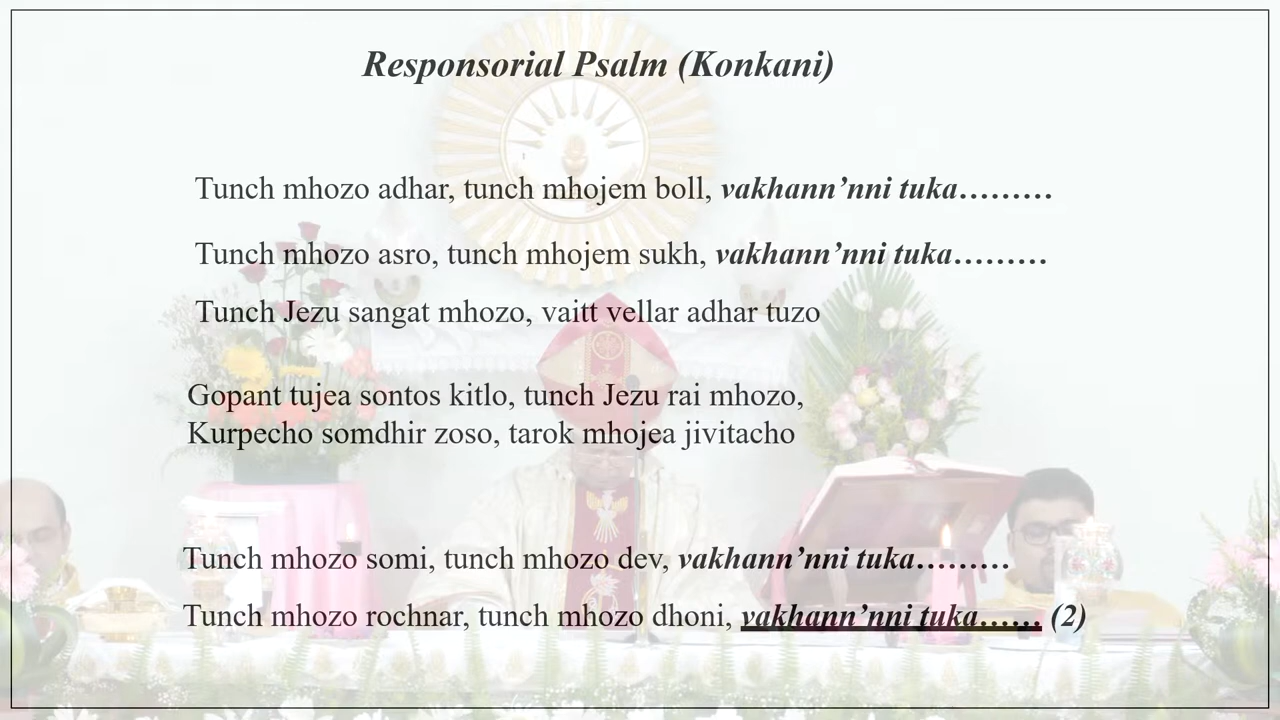 Responsorial Psalm (Konkani)
Tunch mhozo adhar, tunch mhojem boll, vakhann’nni tuka………
Tunch mhozo asro, tunch mhojem sukh, vakhann’nni tuka………
Tunch Jezu sangat mhozo, vaitt vellar adhar tuzo
Gopant tujea sontos kitlo, tunch Jezu rai mhozo,
Kurpecho somdhir zoso, tarok mhojea jivitacho
Tunch mhozo somi, tunch mhozo dev, vakhann’nni tuka………
Tunch mhozo rochnar, tunch mhozo dhoni, vakhann’nni tuka…… (2)